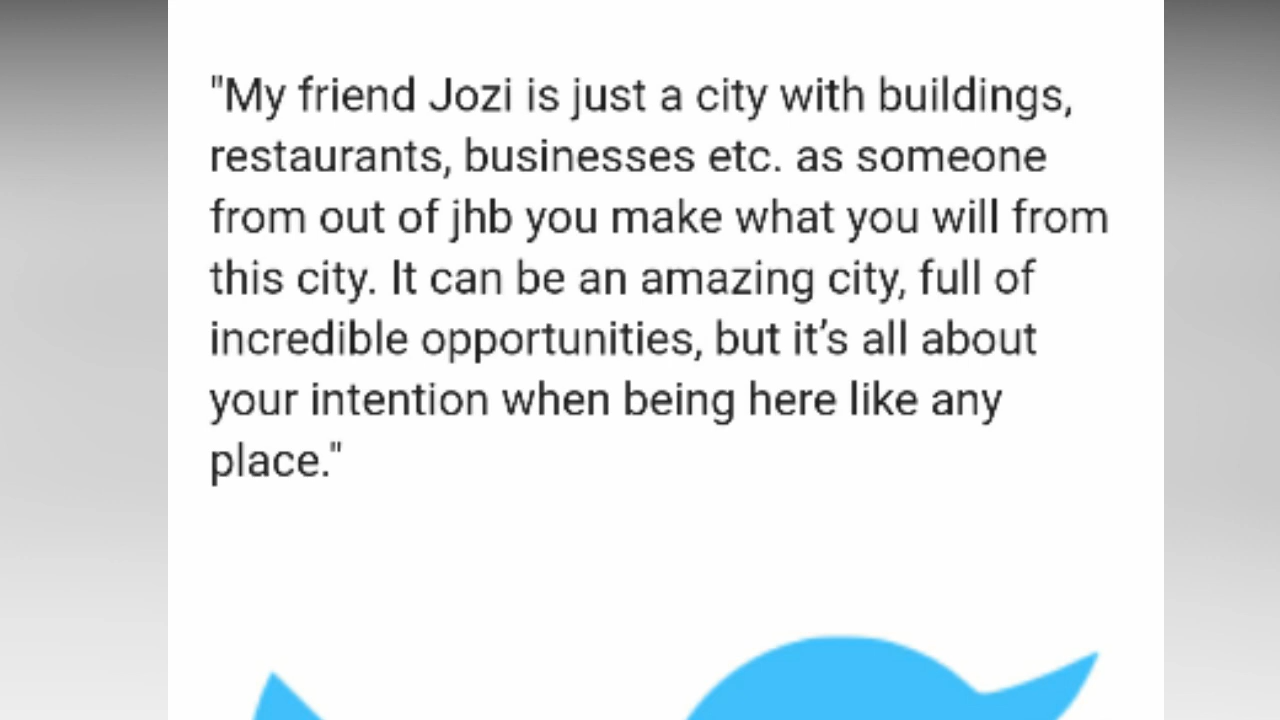 "My friend Jozi is just a city with buildings,
restaurants, businesses etc. as someone
from out of jhb you make what you will from
this city. It can be an amazing city, full of
incredible opportunities, but it’s all about
your intention when being here like any
place."